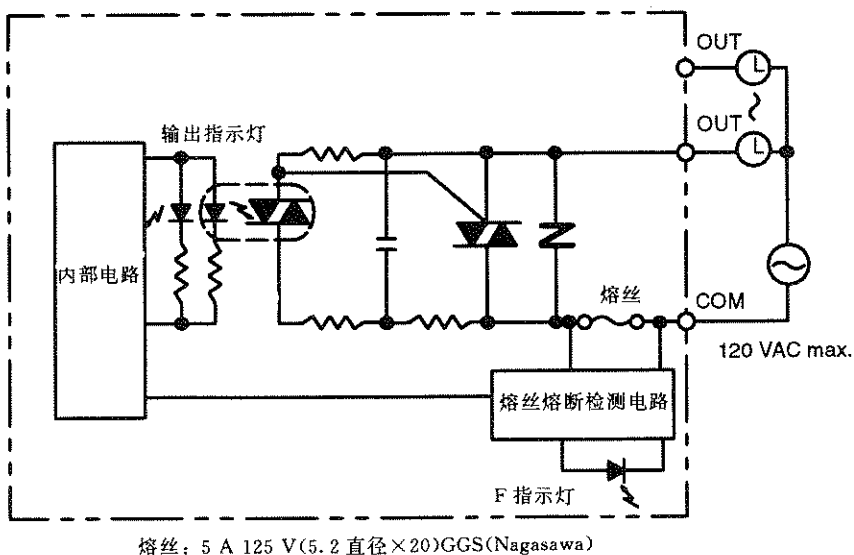 OUT
L
输出指示灯
OUT
L
内部电路
熔丝
COM
120 VAC max.
熔丝熔断检测电路
F 指示灯
熔丝: 5 A 125 V(5.2 直径×20)GGS(Nagasawa)